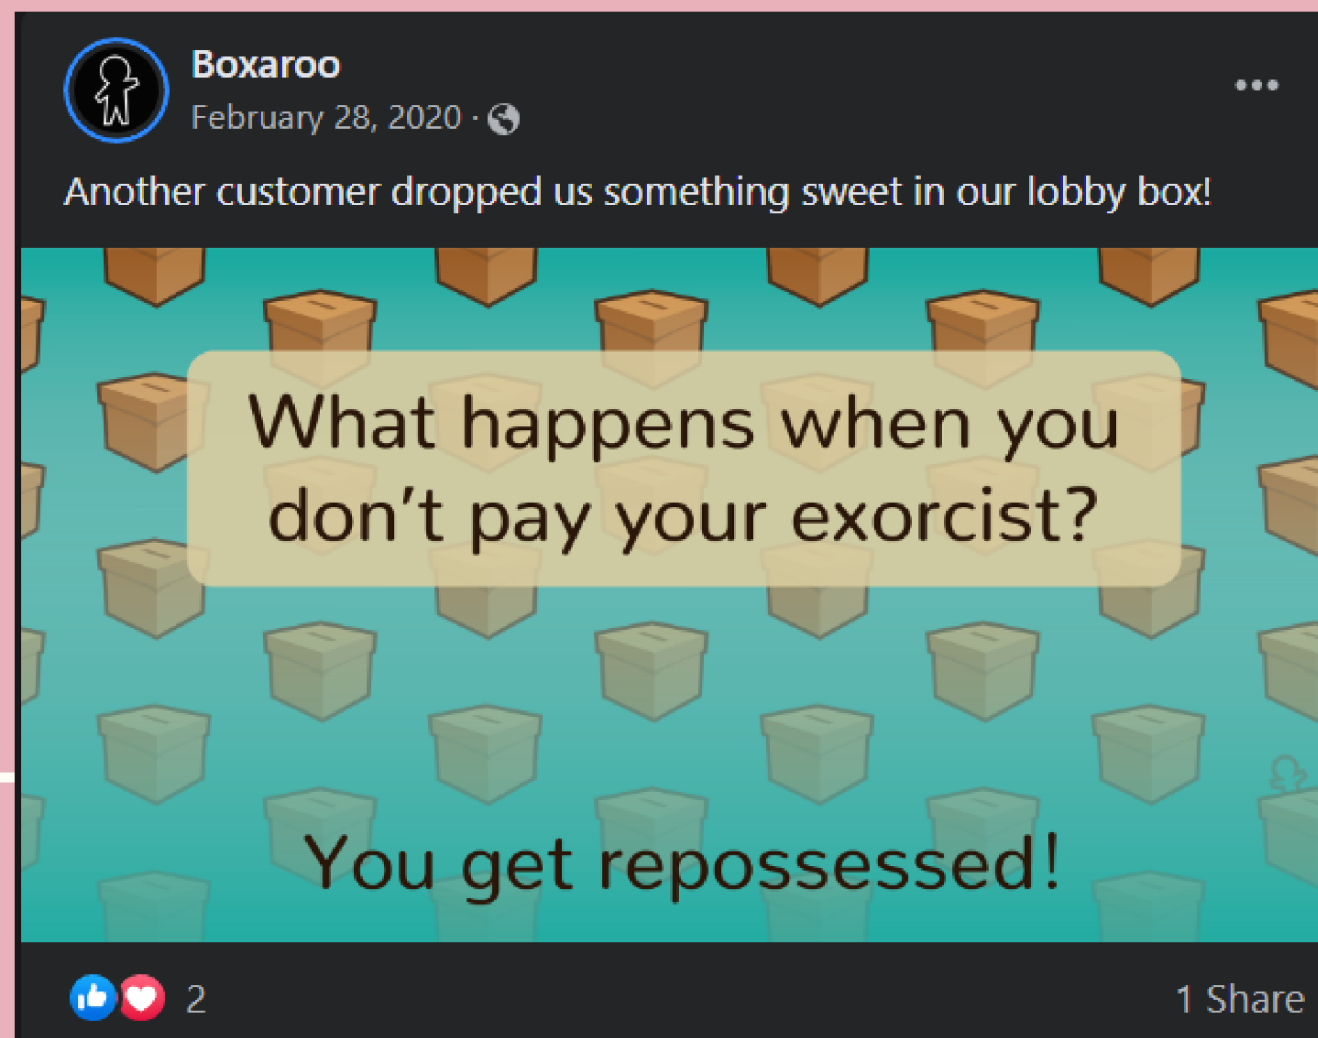 Boxaroo
February 28, 2020 ·
Another customer dropped us something sweet in our lobby box!
What happens when you
don’t pay your exorcist?
You get repossessed!
2
1 Share